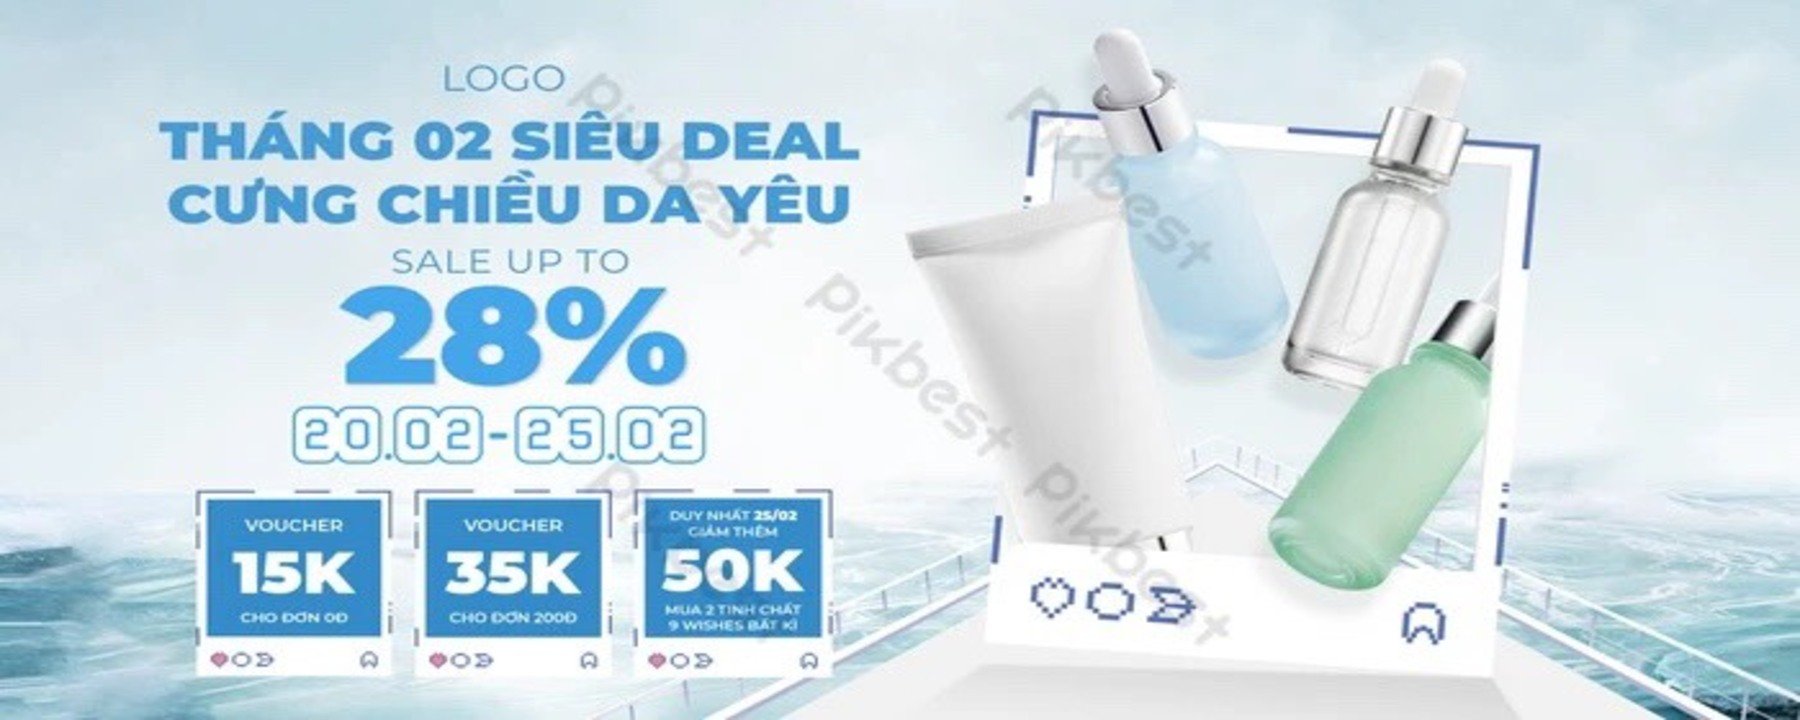 LOGO
THÁNG 02 SIÊU DEAL
CƯNG CHIỀU DA YÊU
SALE UP TO
28%
20.02-25.02
VOUCHER
15K
CHO ĐƠN 0Đ
VOUCHER
35K
CHO ĐƠN 200Đ
DUY NHẤT 25/02
GIẢM THÊM
50K
MUA 2 TINH CHẤT
9 WISHES BẤT KÌ
pikbest
pikbest
pikbest
pikbest